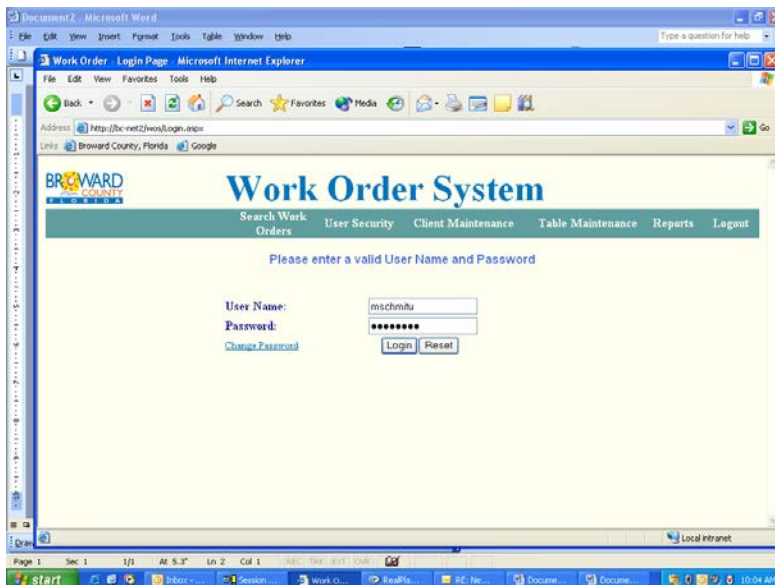 Document2 - Microsoft Word
File Edit View Insert Format Tools Table Window Help Type a question for help
Work Order - Login Page - Microsoft Internet Explorer
File Edit View Favorites Tools Help
Back Search Favorites Media
Address http://bc-net2/wos/Login.aspx Go
Links Broward County, Florida Google
BROWARD
COUNTY
FLORIDA
Work Order System
Search Work Orders User Security Client Maintenance Table Maintenance Reports Logout
Please enter a valid User Name and Password
User Name: mschmitu
Password: ••••••••
Change Password Login Reset
Local intranet
Draw
Page 1 Sec 1 1/1 At 5.3" Ln 2 Col 1 REC TRK EXT OVR
start Inbox - ... Session ... Work O... RealPla... RE: Ne... Docume... Docume... 10:04 AM